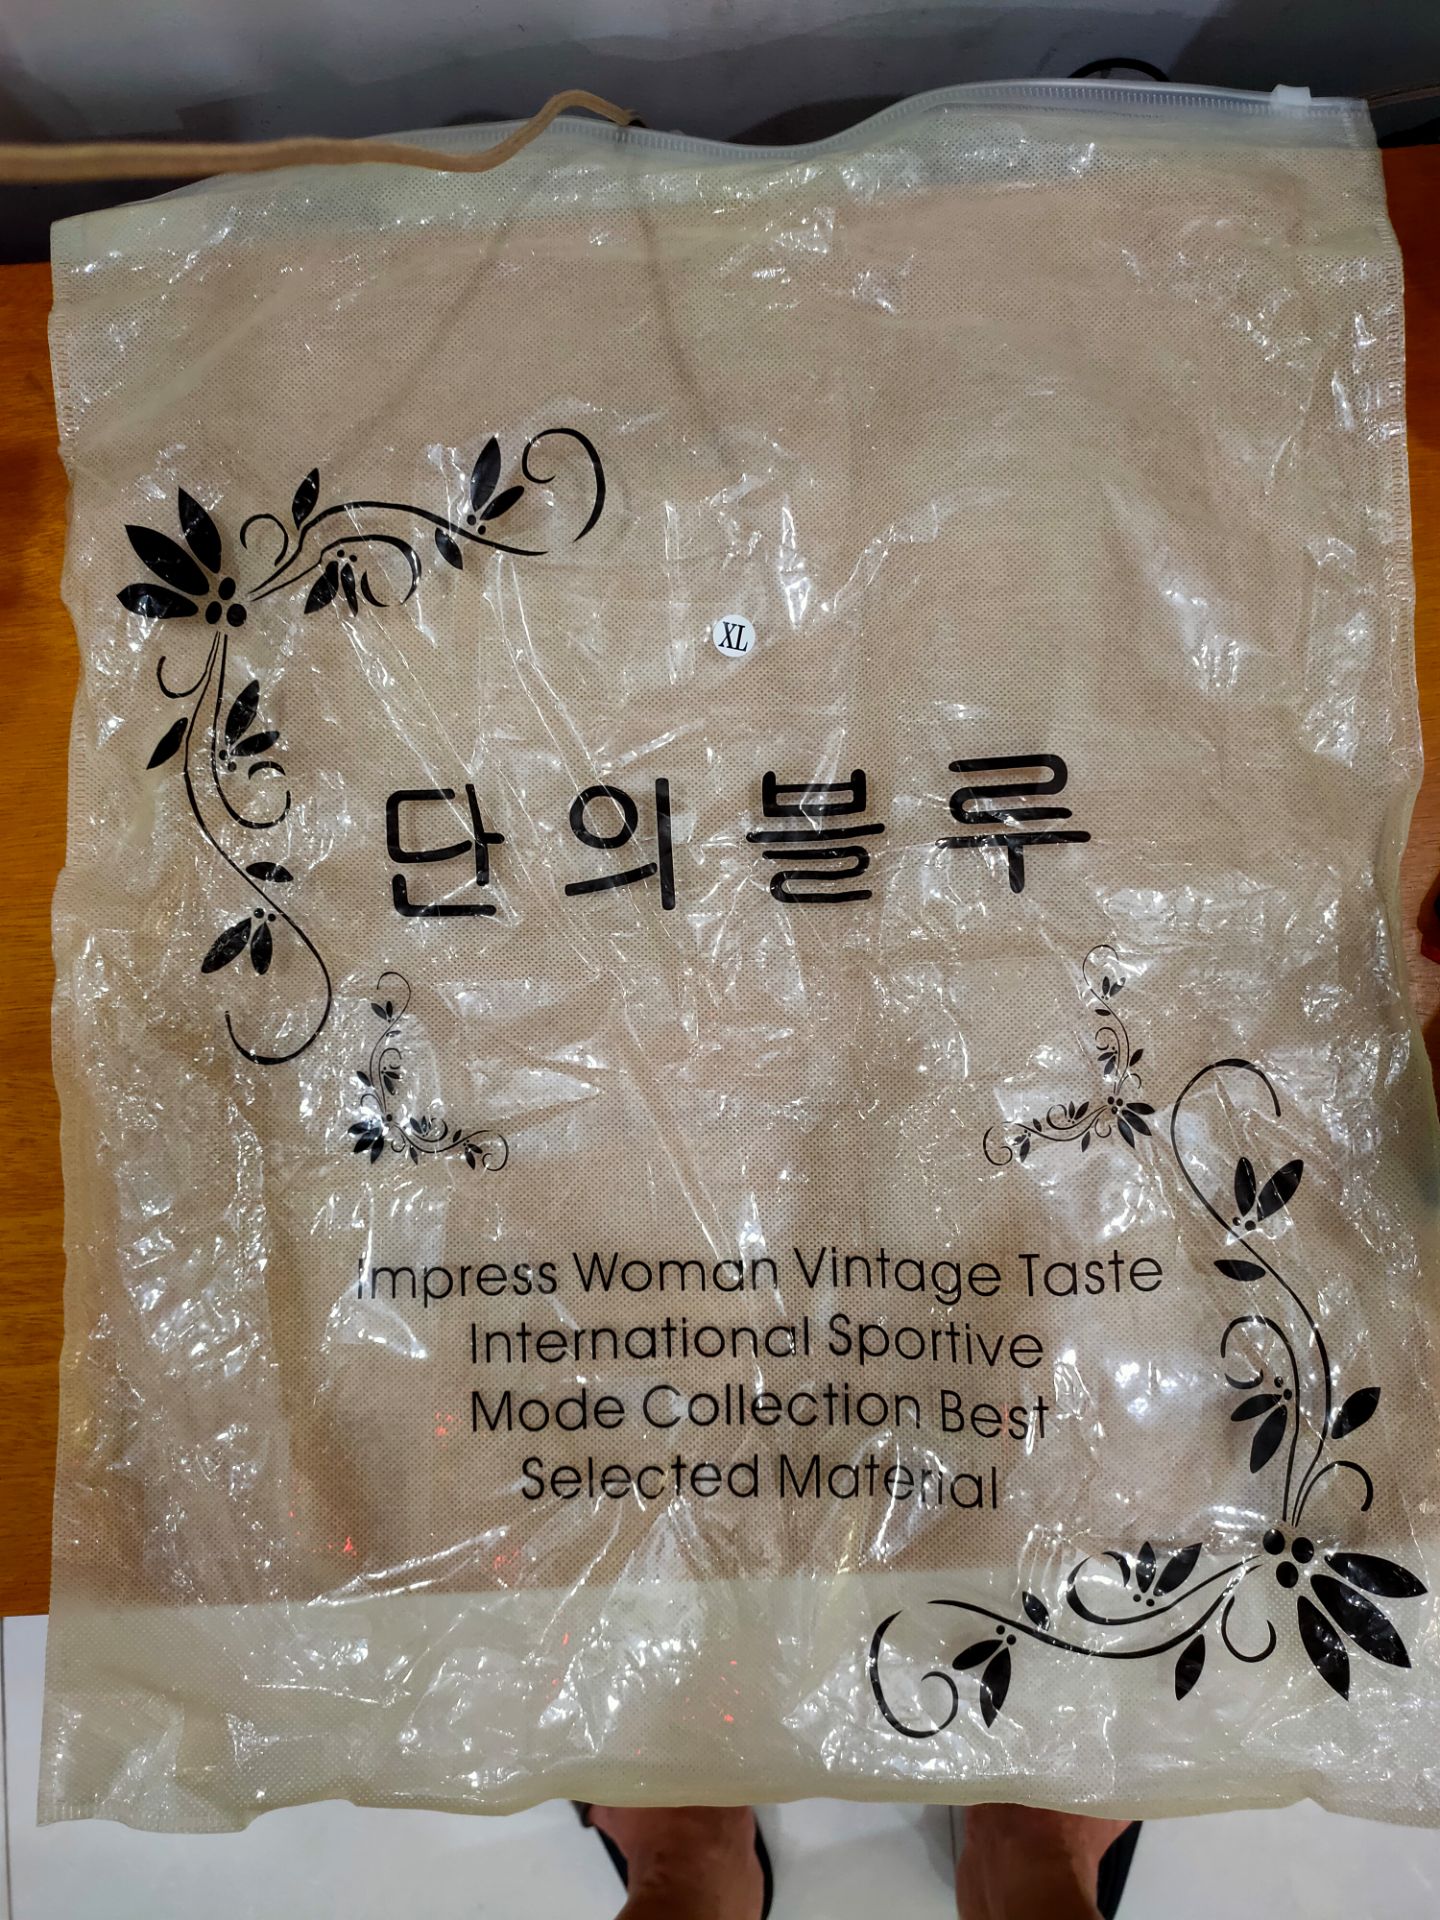 XL
단의블루
Impress Woman Vintage Taste
International Sportive
Mode Collection Best
Selected Material